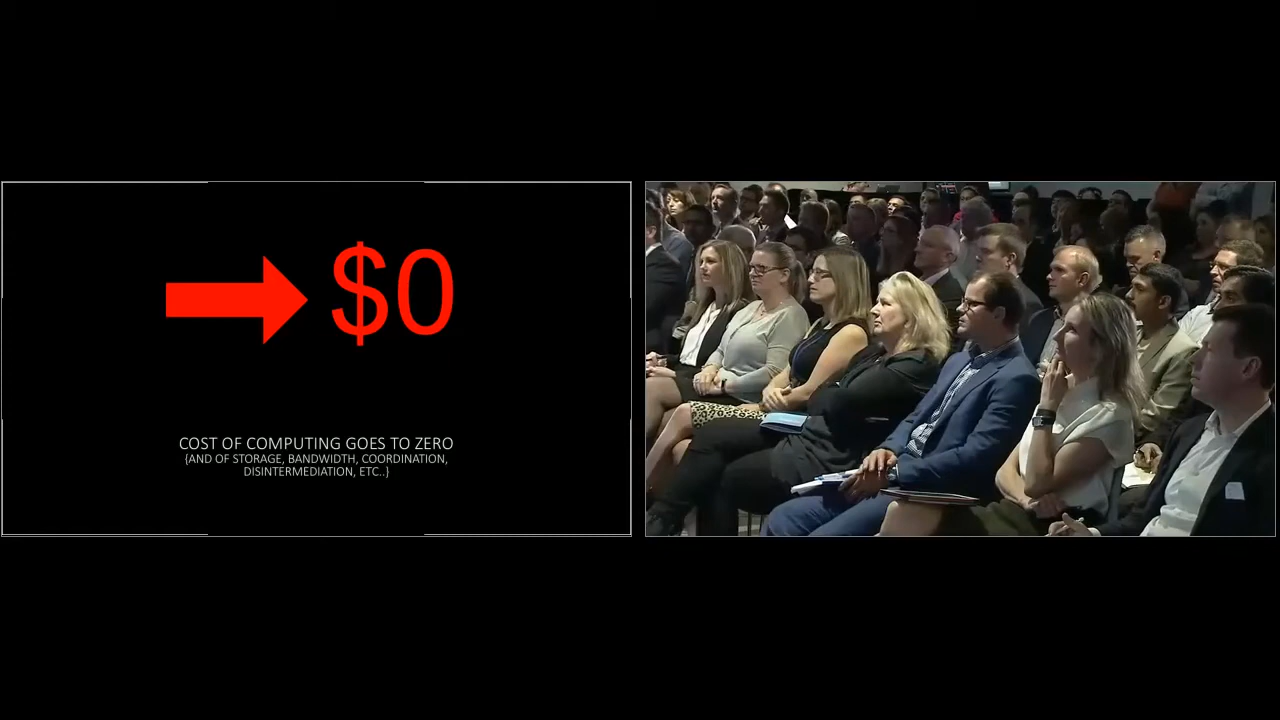 $0
COST OF COMPUTING GOES TO ZERO
{AND OF STORAGE, BANDWIDTH, COORDINATION,
DISINTERMEDIATION, ETC..}